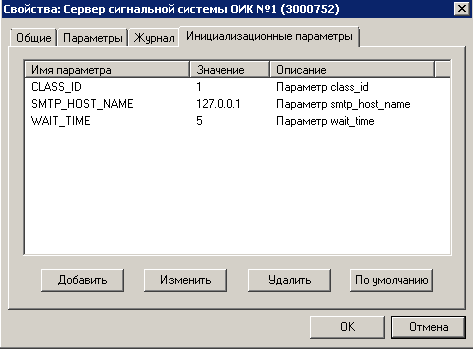 Свойства: Сервер сигнальной системы ОИК №1 (3000752)
Общие Параметры Журнал Инициализационные параметры
Имя параметра Значение Описание
CLASS_ID 1 Параметр class_id
SMTP_HOST_NAME 127.0.0.1 Параметр smtp_host_name
WAIT_TIME 5 Параметр wait_time
Добавить Изменить Удалить По умолчанию
OK Отмена